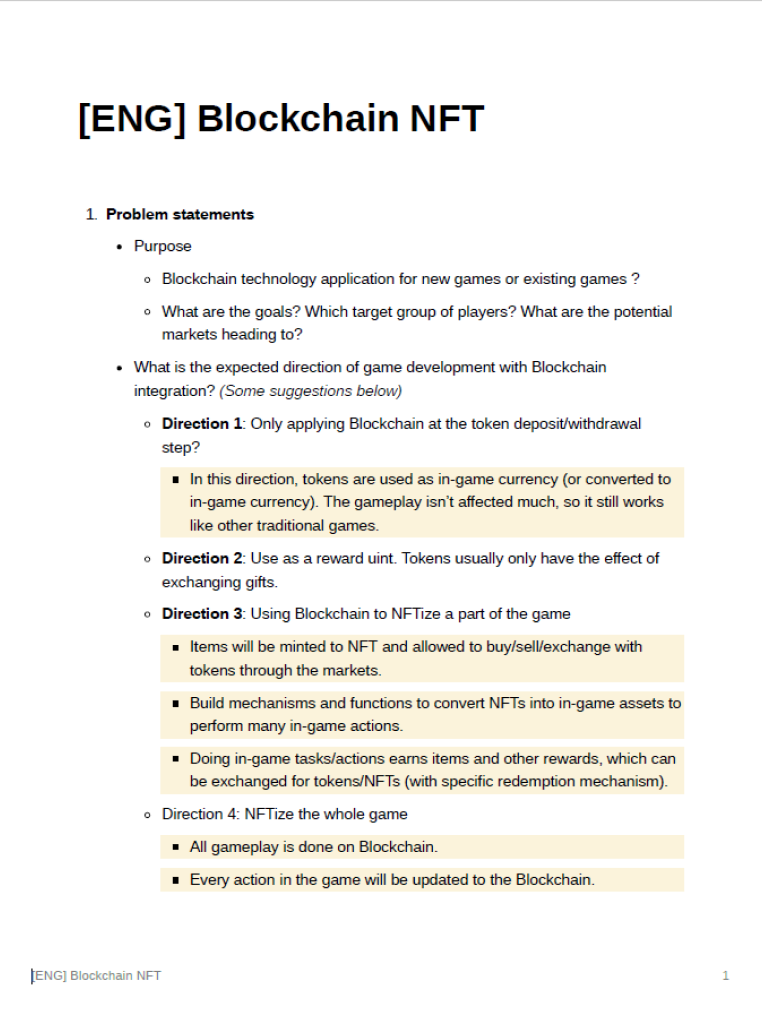 [ENG] Blockchain NFT
1. Problem statements
• Purpose
◦ Blockchain technology application for new games or existing games ?
◦ What are the goals? Which target group of players? What are the potential
markets heading to?
• What is the expected direction of game development with Blockchain
integration? (Some suggestions below)
◦ Direction 1: Only applying Blockchain at the token deposit/withdrawal
step?
▪ In this direction, tokens are used as in-game currency (or converted to
in-game currency). The gameplay isn’t affected much, so it still works
like other traditional games.
◦ Direction 2: Use as a reward uint. Tokens usually only have the effect of
exchanging gifts.
◦ Direction 3: Using Blockchain to NFTize a part of the game
▪ Items will be minted to NFT and allowed to buy/sell/exchange with
tokens through the markets.
▪ Build mechanisms and functions to convert NFTs into in-game assets to
perform many in-game actions.
▪ Doing in-game tasks/actions earns items and other rewards, which can
be exchanged for tokens/NFTs (with specific redemption mechanism).
◦ Direction 4: NFTize the whole game
▪ All gameplay is done on Blockchain.
▪ Every action in the game will be updated to the Blockchain.
[ENG] Blockchain NFT 1